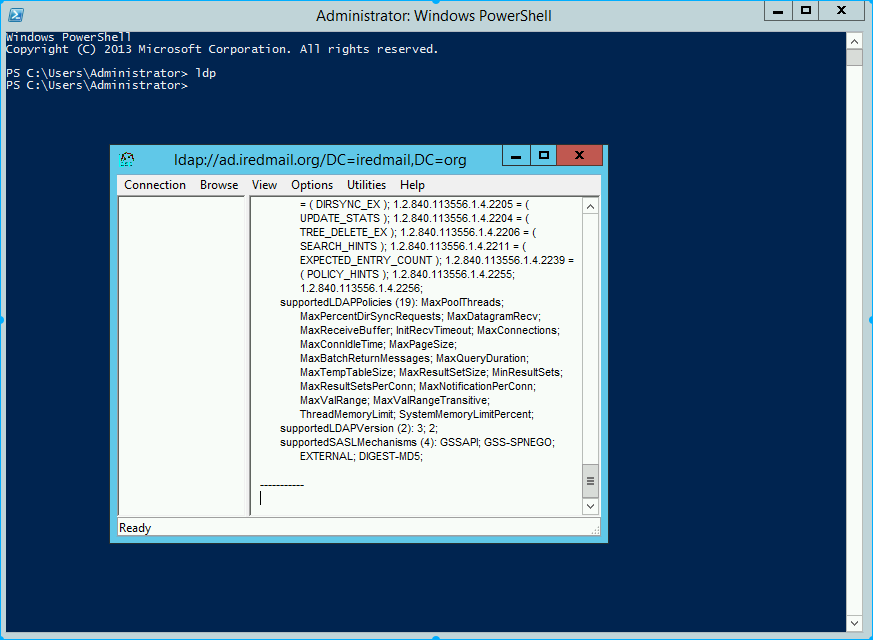 Administrator: Windows PowerShell
Windows PowerShell
Copyright (C) 2013 Microsoft Corporation. All rights reserved.
PS C:\Users\Administrator> ldp
PS C:\Users\Administrator>
ldap://ad.iredmail.org/DC=iredmail,DC=org
Connection Browse View Options Utilities Help
= ( DIRSYNC_EX ); 1.2.840.113556.1.4.2205 = (
UPDATE_STATS ); 1.2.840.113556.1.4.2204 = (
TREE_DELETE_EX ); 1.2.840.113556.1.4.2206 = (
SEARCH_HINTS ); 1.2.840.113556.1.4.2211 = (
EXPECTED_ENTRY_COUNT ); 1.2.840.113556.1.4.2239 =
( POLICY_HINTS ); 1.2.840.113556.1.4.2255;
1.2.840.113556.1.4.2256;
supportedLDAPPolicies (19): MaxPoolThreads;
MaxPercentDirSyncRequests; MaxDatagramRecv;
MaxReceiveBuffer; InitRecvTimeout; MaxConnections;
MaxConnIdleTime; MaxPageSize;
MaxBatchReturnMessages; MaxQueryDuration;
MaxTempTableSize; MaxResultSetSize; MinResultSets;
MaxResultSetsPerConn; MaxNotificationPerConn;
MaxValRange; MaxValRangeTransitive;
ThreadMemoryLimit; SystemMemoryLimitPercent;
supportedLDAPVersion (2): 3; 2;
supportedSASLMechanisms (4): GSSAPI; GSS-SPNEGO;
EXTERNAL; DIGEST-MD5;
-----------
Ready